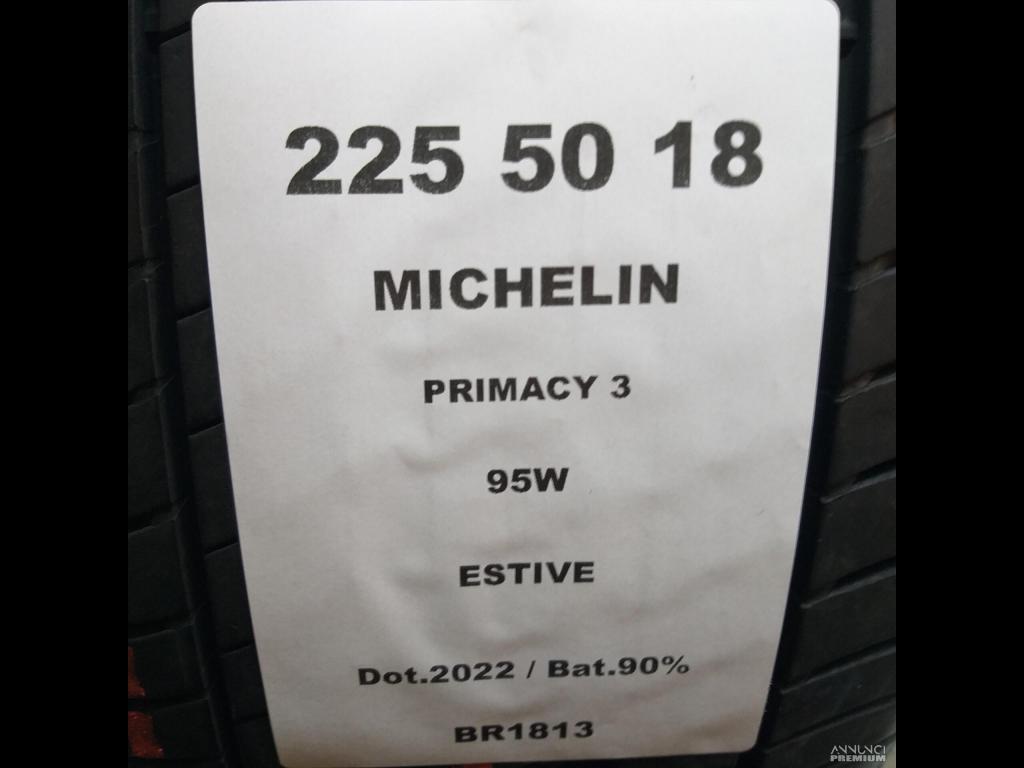 225 50 18
MICHELIN
PRIMACY 3
95W
ESTIVE
Dot.2022 / Bat.90%
BR1813
ANNUNCI
PREMIUM